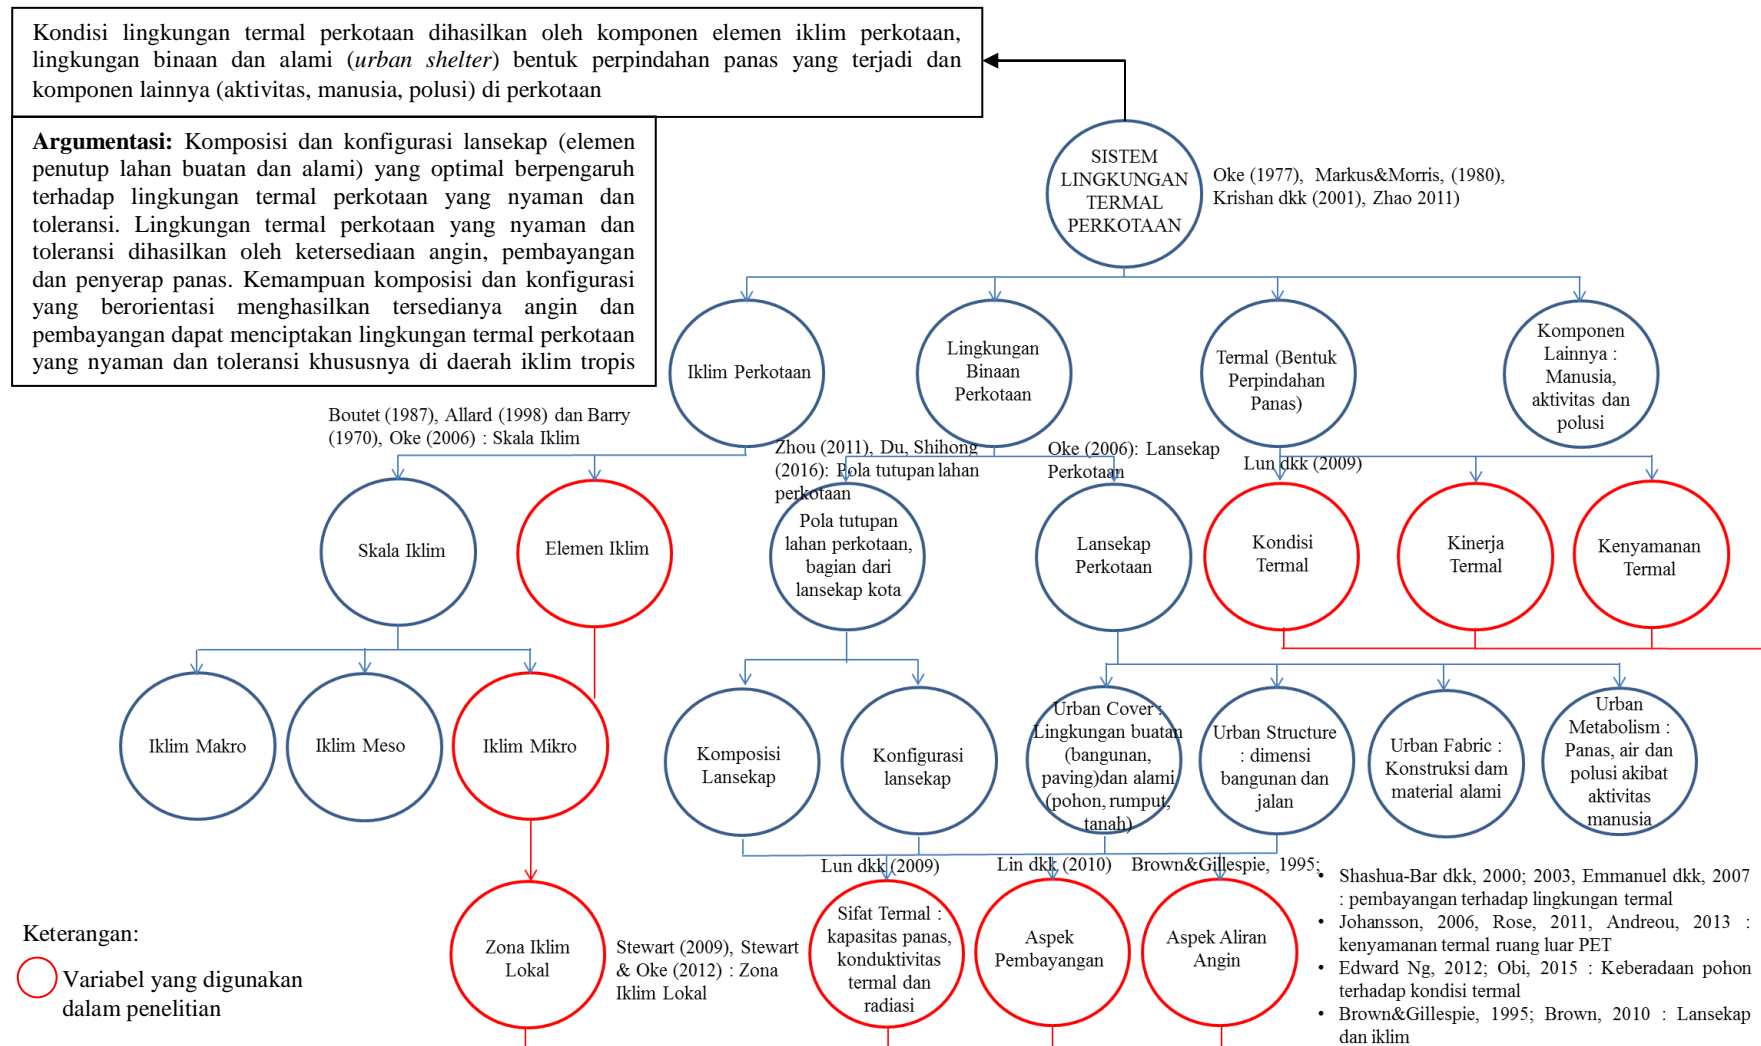 Kondisi lingkungan termal perkotaan dihasilkan oleh komponen elemen iklim perkotaan,
lingkungan binaan dan alami (urban shelter) bentuk perpindahan panas yang terjadi dan
komponen lainnya (aktivitas, manusia, polusi) di perkotaan
Argumentasi: Komposisi dan konfigurasi lansekap (elemen
penutup lahan buatan dan alami) yang optimal berpengaruh
terhadap lingkungan termal perkotaan yang nyaman dan
toleransi. Lingkungan termal perkotaan yang nyaman dan
toleransi dihasilkan oleh ketersediaan angin, pembayangan
dan penyerap panas. Kemampuan komposisi dan konfigurasi
yang berorientasi menghasilkan tersedianya angin dan
pembayangan dapat menciptakan lingkungan termal perkotaan
yang nyaman dan toleransi khususnya di daerah iklim tropis
SISTEM
LINGKUNGAN
TERMAL
PERKOTAAN
Oke (1977), Markus&Morris, (1980),
Krishan dkk (2001), Zhao 2011)
Iklim Perkotaan
Lingkungan
Binaan
Perkotaan
Termal (Bentuk
Perpindahan
Panas)
Komponen
Lainnya :
Manusia,
aktivitas dan
polusi
Boutet (1987), Allard (1998) dan Barry
(1970), Oke (2006) : Skala Iklim
Zhou (2011), Du, Shihong
(2016): Pola tutupan lahan
perkotaan
Oke (2006): Lansekap
Perkotaan
Lun dkk (2009)
Skala Iklim
Elemen Iklim
Pola tutupan
lahan perkotaan,
bagian dari
lansekap kota
Lansekap
Perkotaan
Kondisi
Termal
Kinerja
Termal
Kenyamanan
Termal
Iklim Makro
Iklim Meso
Iklim Mikro
Komposisi
Lansekap
Konfigurasi
lansekap
Urban Cover :
Lingkungan buatan
(bangunan,
paving)dan alami
(pohon, rumput,
tanah)
Urban Structure
: dimensi
bangunan dan
jalan
Urban Fabric :
Konstruksi dam
material alami
Urban
Metabolism :
Panas, air dan
polusi akibat
aktivitas
manusia
Lun dkk (2009)
Lin dkk (2010)
Brown&Gillespie, 1995;
Zona Iklim
Lokal
Stewart (2009), Stewart
& Oke (2012) : Zona
Iklim Lokal
Sifat Termal :
kapasitas panas,
konduktivitas
termal dan
radiasi
Aspek
Pembayangan
Aspek Aliran
Angin
• Shashua-Bar dkk, 2000; 2003, Emmanuel dkk, 2007
: pembayangan terhadap lingkungan termal
• Johansson, 2006, Rose, 2011, Andreou, 2013 :
kenyamanan termal ruang luar PET
• Edward Ng, 2012; Obi, 2015 : Keberadaan pohon
terhadap kondisi termal
• Brown&Gillespie, 1995; Brown, 2010 : Lansekap
dan iklim
Keterangan:
Variabel yang digunakan
dalam penelitian